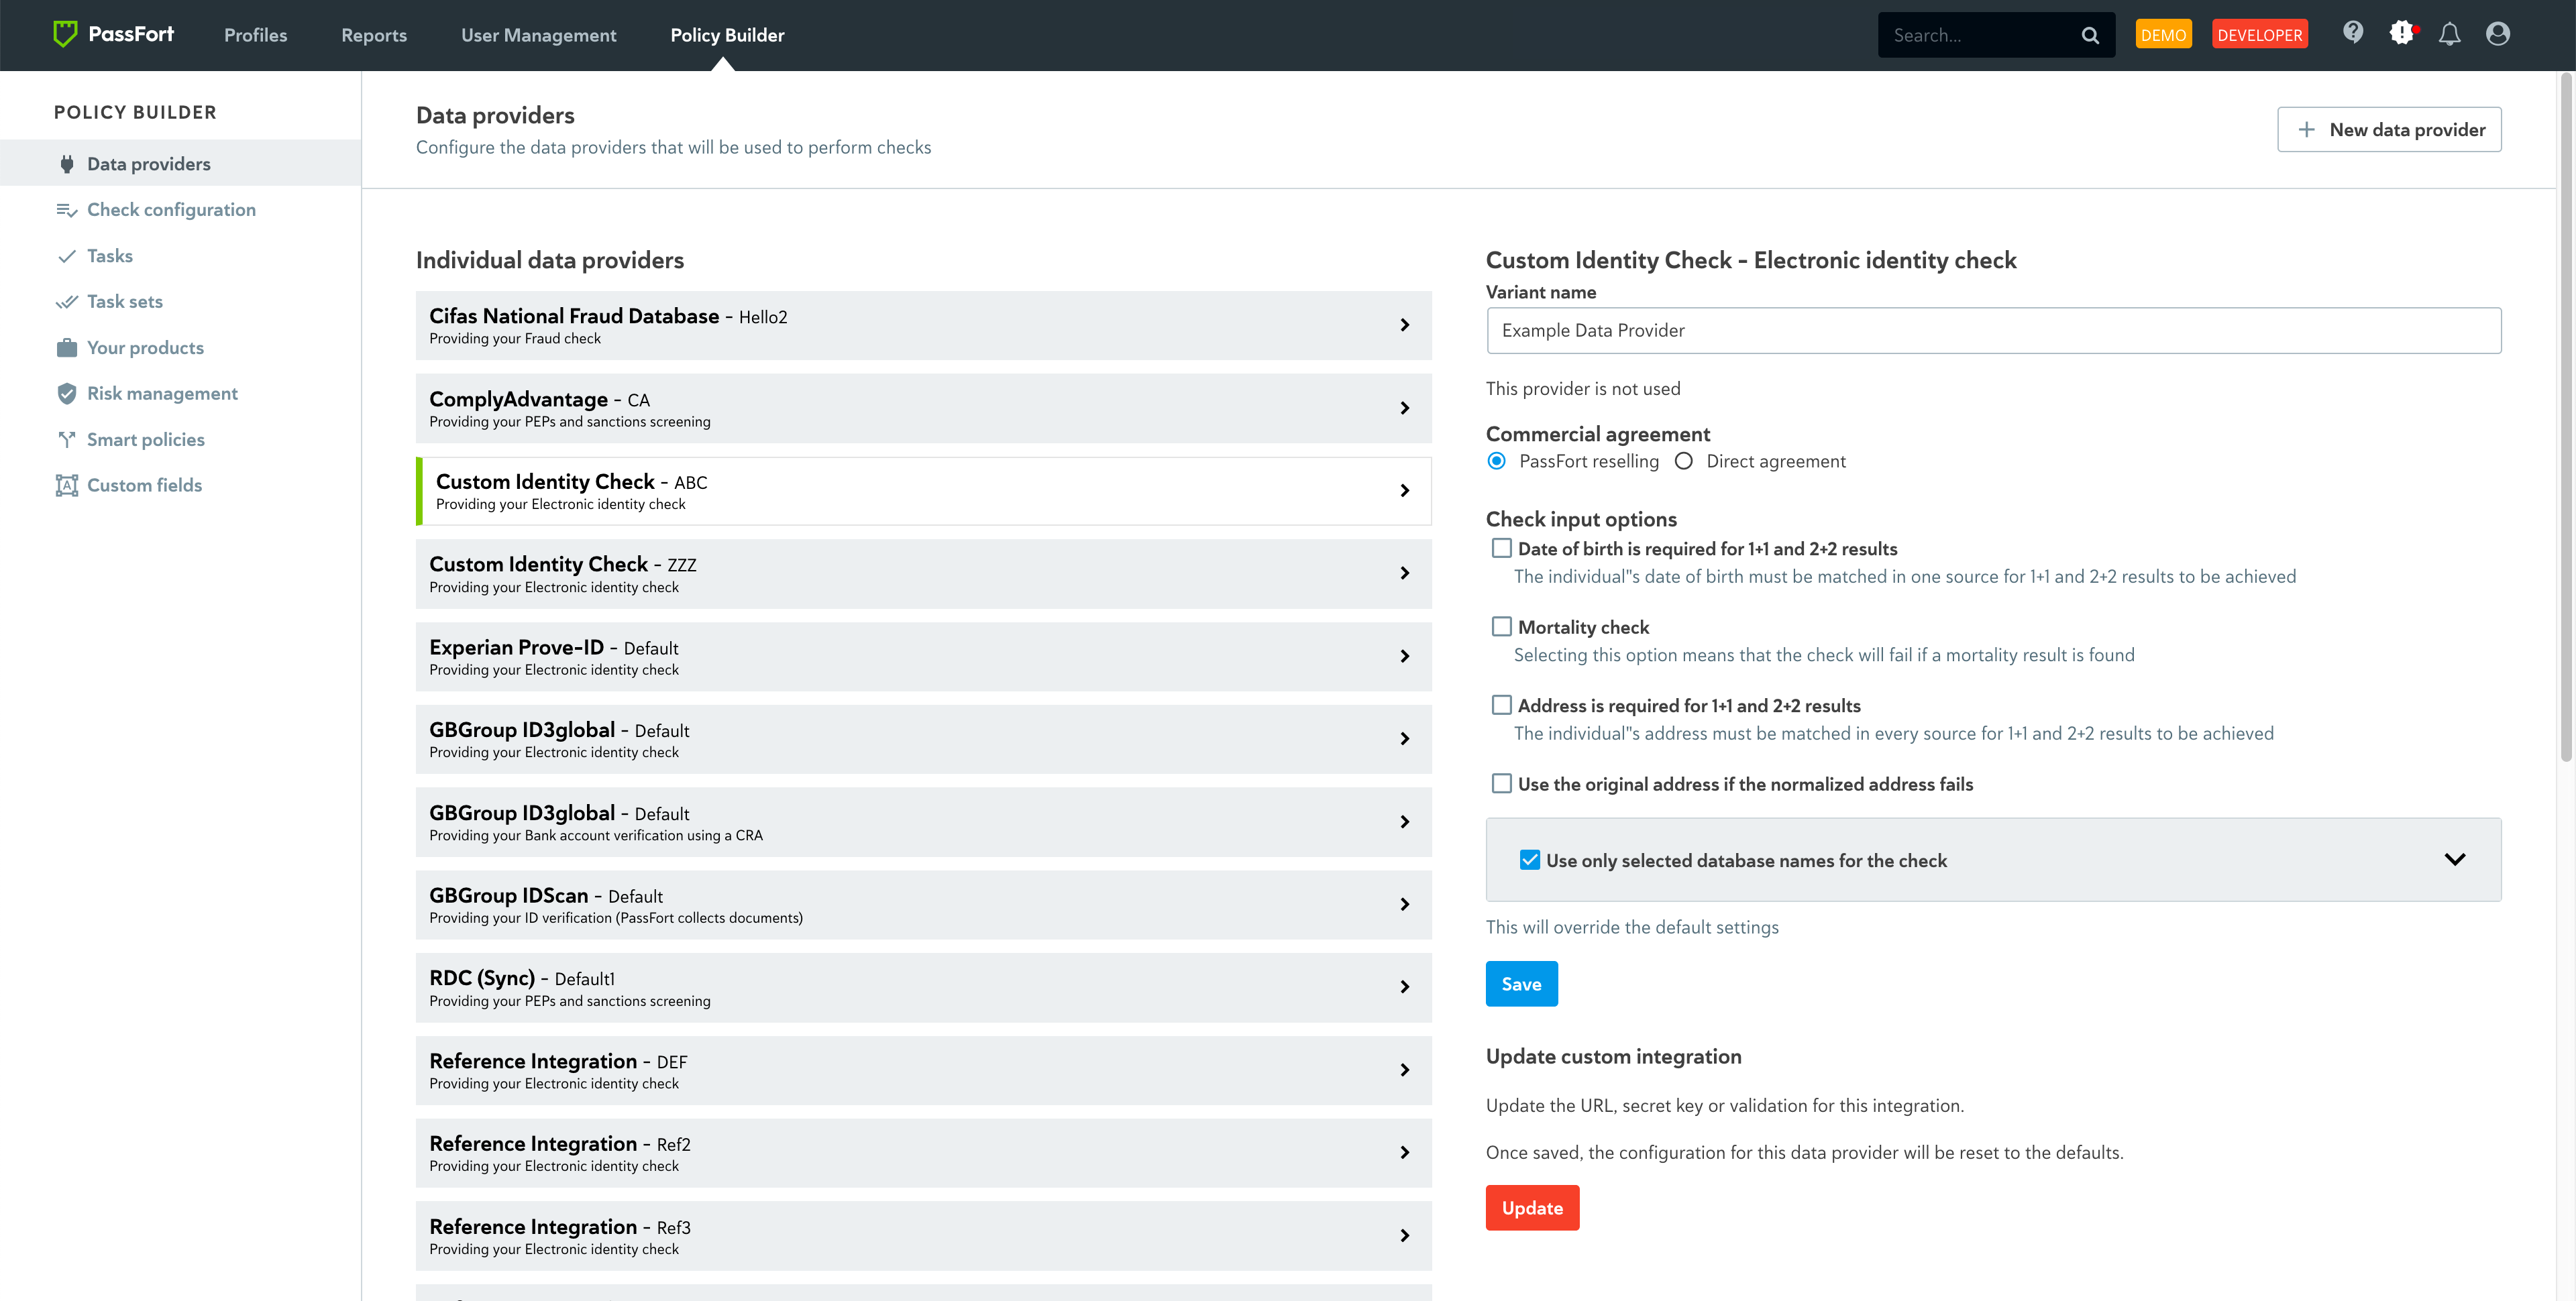 PassFort
Profiles
Reports
User Management
Policy Builder
Search...
DEMO
DEVELOPER
POLICY BUILDER
Data providers
Check configuration
Tasks
Task sets
Your products
Risk management
Smart policies
Custom fields
Data providers
Configure the data providers that will be used to perform checks
New data provider
Individual data providers
Cifas National Fraud Database - Hello2
Providing your Fraud check
ComplyAdvantage - CA
Providing your PEPs and sanctions screening
Custom Identity Check - ABC
Providing your Electronic identity check
Custom Identity Check - ZZZ
Providing your Electronic identity check
Experian Prove-ID - Default
Providing your Electronic identity check
GBGroup ID3global - Default
Providing your Electronic identity check
GBGroup ID3global - Default
Providing your Bank account verification using a CRA
GBGroup IDScan - Default
Providing your ID verification (PassFort collects documents)
RDC (Sync) - Default1
Providing your PEPs and sanctions screening
Reference Integration - DEF
Providing your Electronic identity check
Reference Integration - Ref2
Providing your Electronic identity check
Reference Integration - Ref3
Providing your Electronic identity check
Custom Identity Check - Electronic identity check
Variant name
Example Data Provider
This provider is not used
Commercial agreement
PassFort reselling
Direct agreement
Check input options
Date of birth is required for 1+1 and 2+2 results
The individual"s date of birth must be matched in one source for 1+1 and 2+2 results to be achieved
Mortality check
Selecting this option means that the check will fail if a mortality result is found
Address is required for 1+1 and 2+2 results
The individual"s address must be matched in every source for 1+1 and 2+2 results to be achieved
Use the original address if the normalized address fails
Use only selected database names for the check
This will override the default settings
Save
Update custom integration
Update the URL, secret key or validation for this integration.
Once saved, the configuration for this data provider will be reset to the defaults.
Update